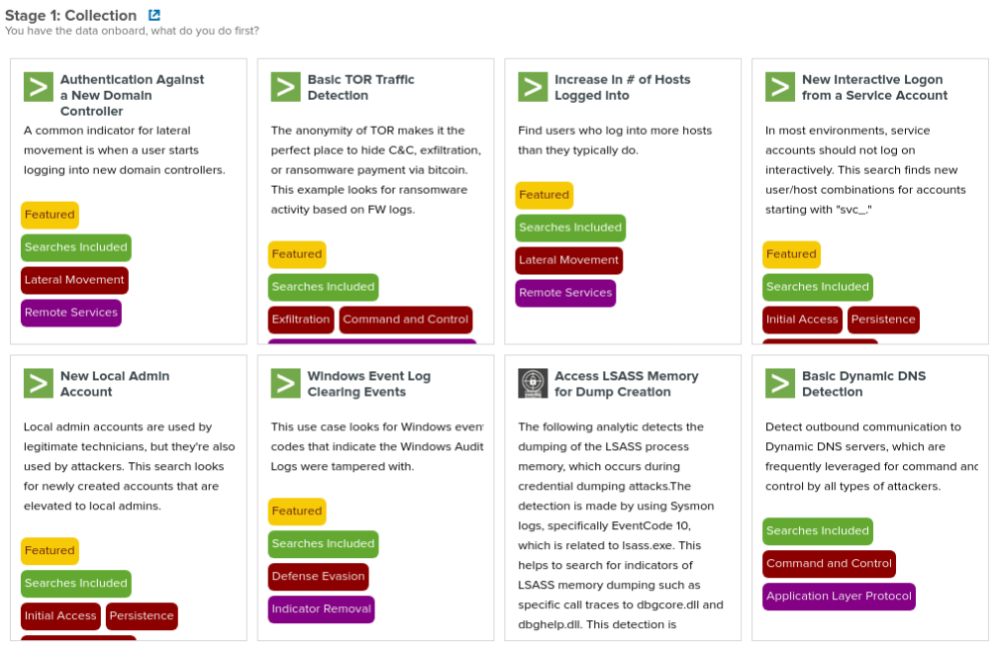 Stage 1: Collection
You have the data onboard, what do you do first?
Authentication Against
a New Domain
Controller
A common indicator for lateral
movement is when a user starts
logging into new domain controllers.
Featured
Searches Included
Lateral Movement
Remote Services
Basic TOR Traffic
Detection
The anonymity of TOR makes it the
perfect place to hide C&C, exfiltration,
or ransomware payment via bitcoin.
This example looks for ransomware
activity based on FW logs.
Featured
Searches Included
Exfiltration Command and Control
Increase in # of Hosts
Logged into
Find users who log into more hosts
than they typically do.
Featured
Searches Included
Lateral Movement
Remote Services
New Interactive Logon
from a Service Account
In most environments, service
accounts should not log on
interactively. This search finds new
user/host combinations for accounts
starting with "svc_."
Featured
Searches Included
Initial Access Persistence
New Local Admin
Account
Local admin accounts are used by
legitimate technicians, but they're also
used by attackers. This search looks
for newly created accounts that are
elevated to local admins.
Featured
Searches Included
Initial Access Persistence
Windows Event Log
Clearing Events
This use case looks for Windows event
codes that indicate the Windows Audit
Logs were tampered with.
Featured
Searches Included
Defense Evasion
Indicator Removal
Access LSASS Memory
for Dump Creation
The following analytic detects the
dumping of the LSASS process
memory, which occurs during
credential dumping attacks.The
detection is made by using Sysmon
logs, specifically EventCode 10,
which is related to lsass.exe. This
helps to search for indicators of
LSASS memory dumping such as
specific call traces to dbgcore.dll and
dbghelp.dll. This detection is
Basic Dynamic DNS
Detection
Detect outbound communication to
Dynamic DNS servers, which are
frequently leveraged for command and
control by all types of attackers.
Searches Included
Command and Control
Application Layer Protocol